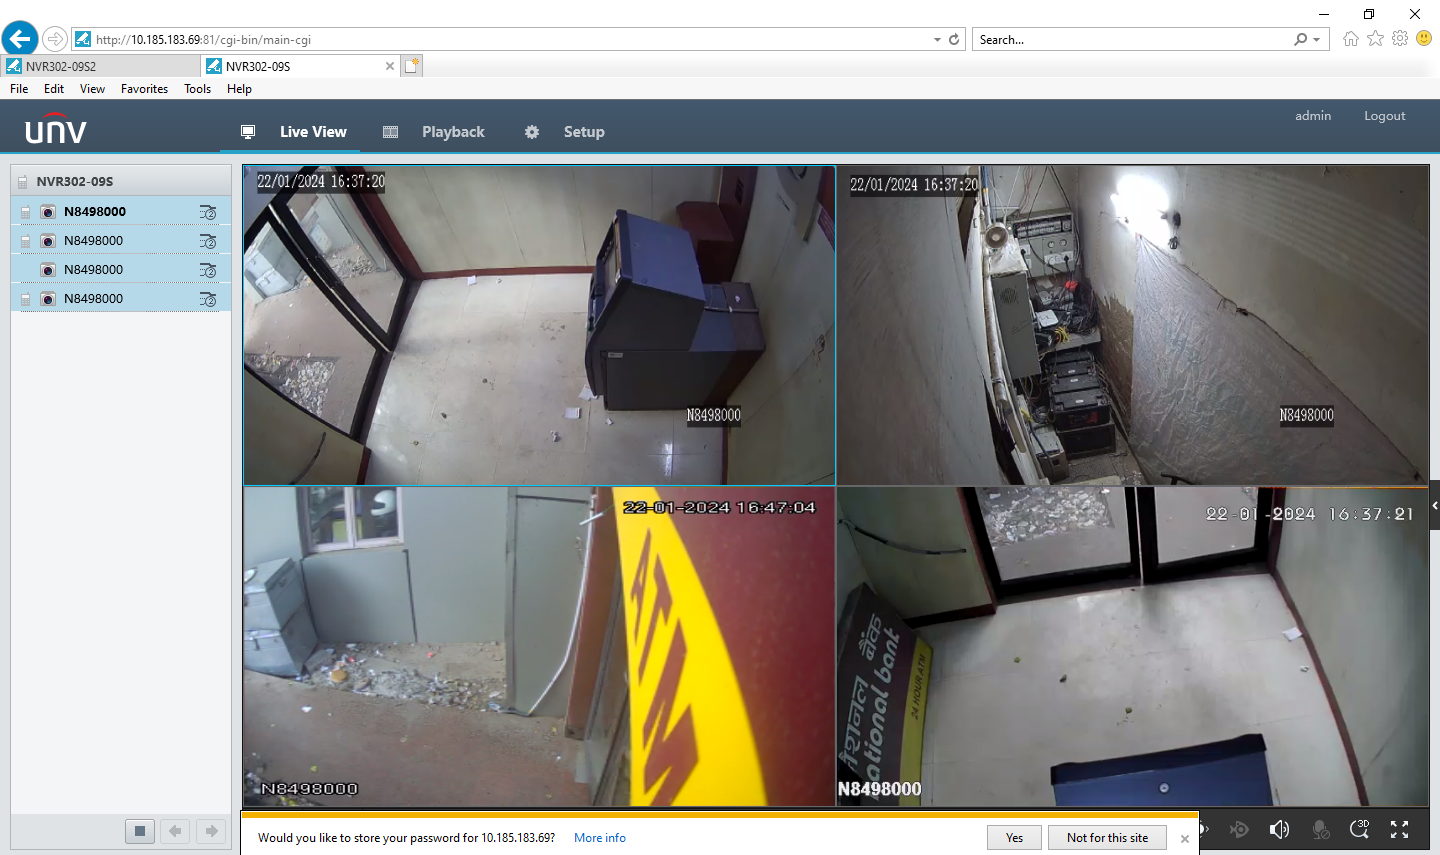 http://10.185.183.69:81/cgi-bin/main-cgi
Search...
NVR302-09S2
NVR302-09S
File Edit View Favorites Tools Help
unv
Live View
Playback
Setup
admin
Logout
NVR302-09S
N8498000
N8498000
N8498000
N8498000
22/01/2024 16:37:20
N8498000
22/01/2024 16:37:20
N8498000
22-01-2024 16:47:04
ATM
N8498000
22-01-2024 16:37:21
नैशनल बैंक
national bank
24 HOUR ATM
N8498000
Would you like to store your password for 10.185.183.69? More info
Yes
Not for this site
3D